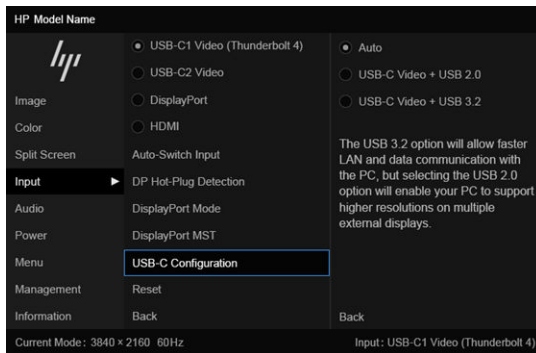 HP Model Name
hp
Image
Color
Split Screen
Input
Audio
Power
Menu
Management
Information
USB-C1 Video (Thunderbolt 4)
USB-C2 Video
DisplayPort
HDMI
Auto-Switch Input
DP Hot-Plug Detection
DisplayPort Mode
DisplayPort MST
USB-C Configuration
Reset
Back
Auto
USB-C Video + USB 2.0
USB-C Video + USB 3.2
The USB 3.2 option will allow faster
LAN and data communication with
the PC, but selecting the USB 2.0
option will enable your PC to support
higher resolutions on multiple
external displays.
Back
Current Mode: 3840 × 2160 60Hz
Input: USB-C1 Video (Thunderbolt 4)